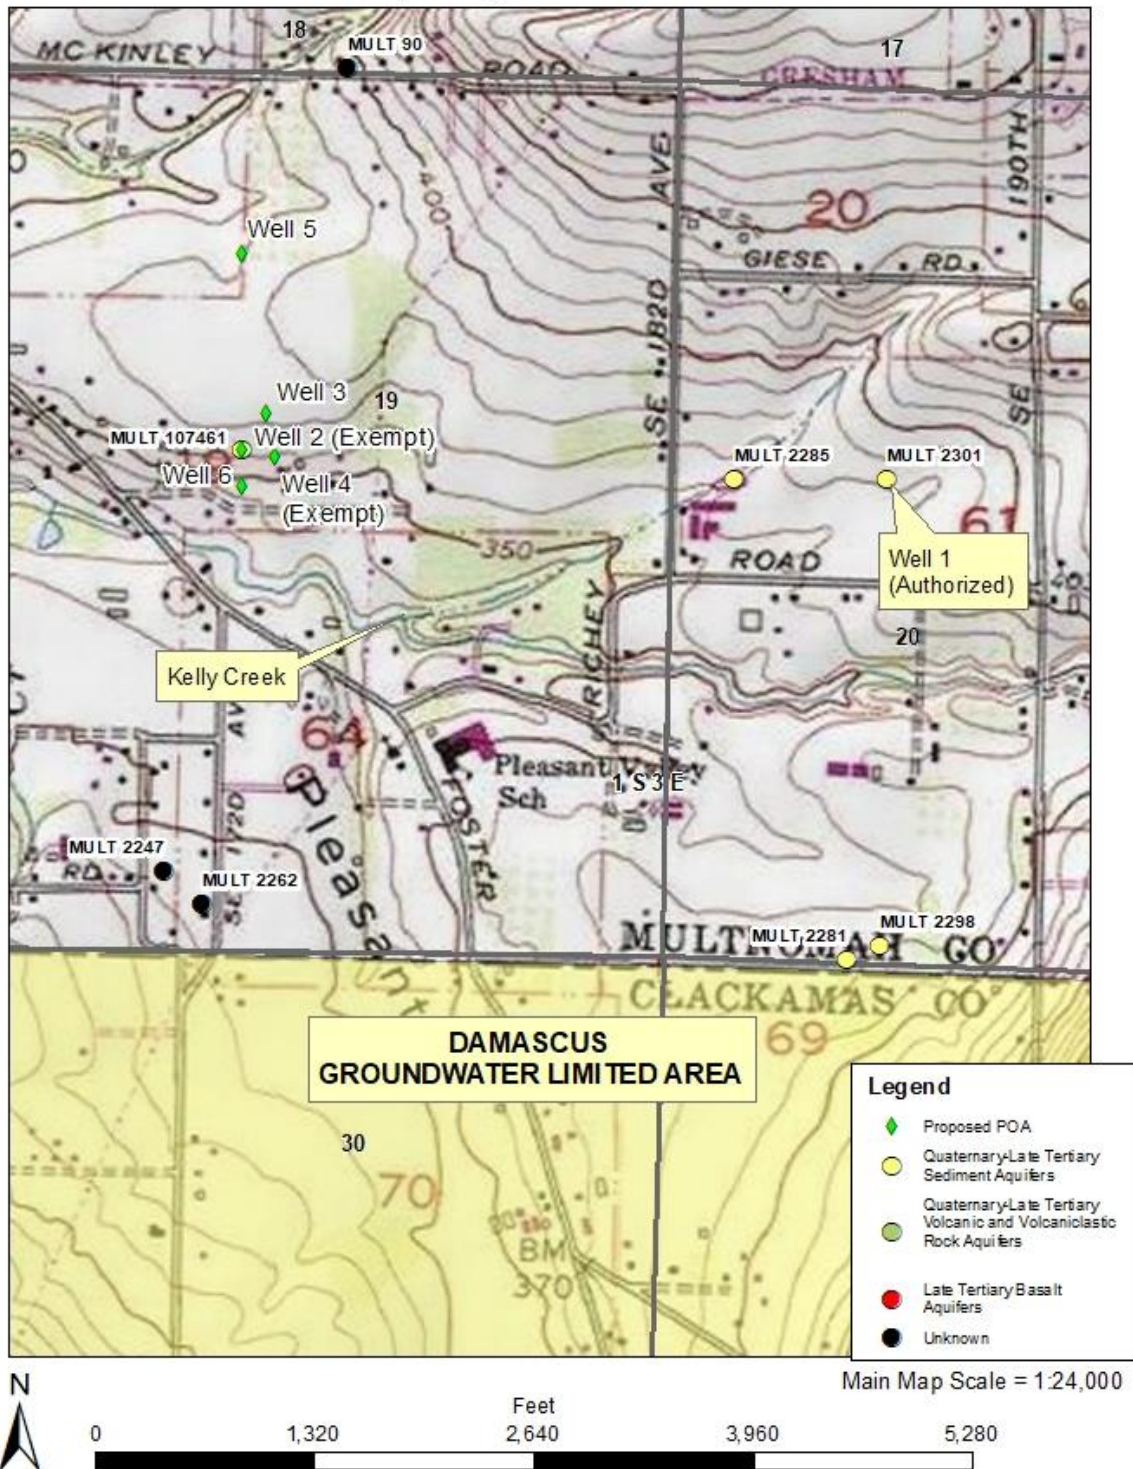 18
MULT 90
17
MC KINLEY
ROAD
GRESHAM
190TH
AVE
400
Well 5
20
GIESE RD
SE 182D
SE
Well 3
19
MULT 107461
Well 2 (Exempt)
Well 6
Well 4
(Exempt)
MULT 2285
MULT 2301
61
350
ROAD
Well 1
(Authorized)
RICHEY
20
Kelly Creek
AV
64
Pleasant Valley
Sch
1 S 3 E
FOSTER
Pleasant
MULT 2247
RD
MULT 2262
SE 172D
MULT 2298
MULT 2281
MULTNOMAH CO
CLACKAMAS CO
69
DAMASCUS
GROUNDWATER LIMITED AREA
30
70
BM
370
Legend
Proposed POA
Quaternary-Late Tertiary
Sediment Aquifers
Quaternary-Late Tertiary
Volcanic and Volcaniclastic
Rock Aquifers
Late Tertiary Basalt
Aquifers
Unknown
Main Map Scale = 1:24,000
N
Feet
0 1,320 2,640 3,960 5,280